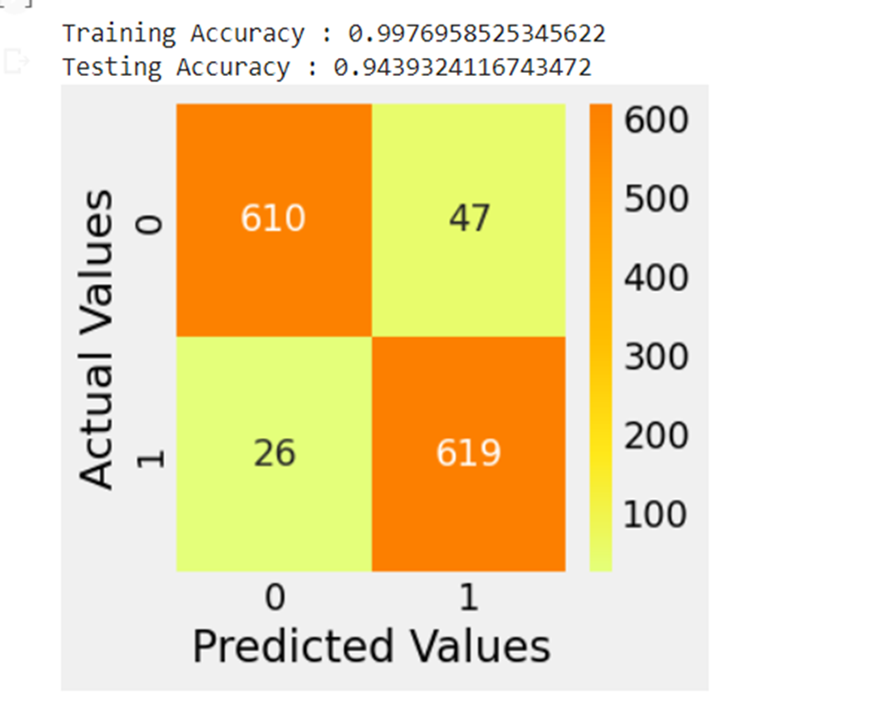 Training Accuracy : 0.9976958525345622
Testing Accuracy : 0.9439324116743472
600
610 47
500
0
400
Actual Values
300
200
26 619
1
100
0 1
Predicted Values